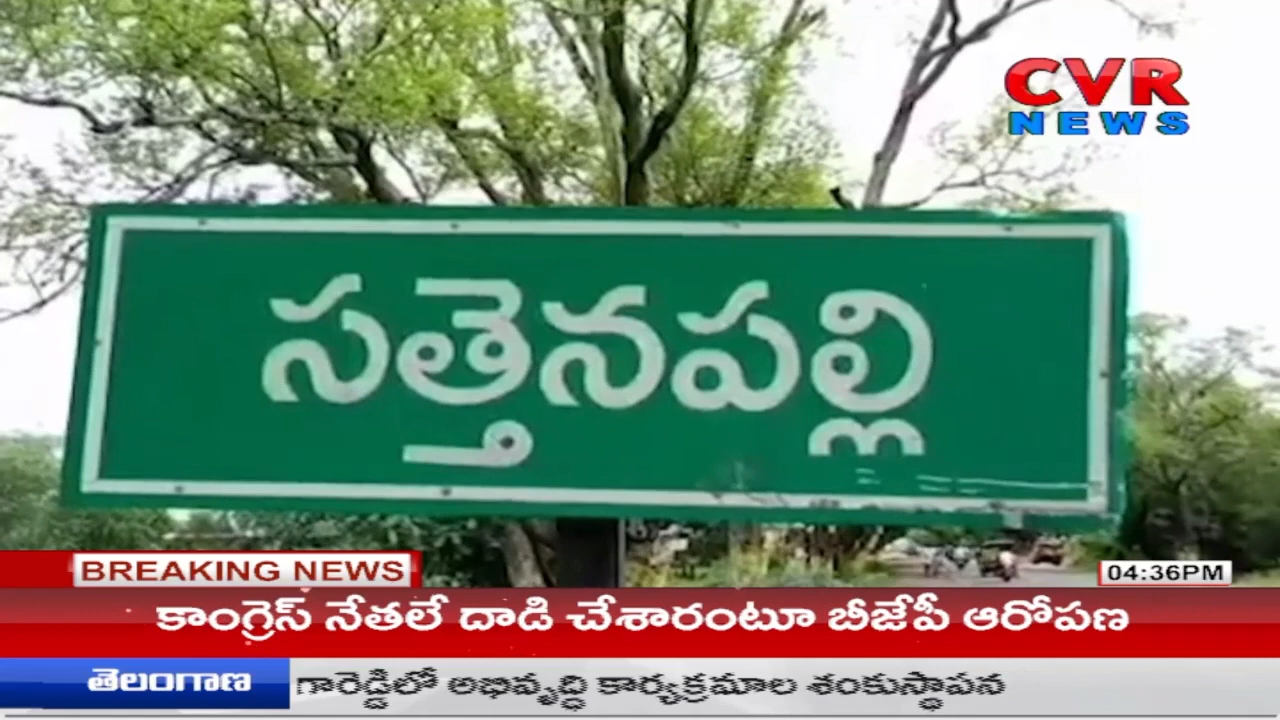 CVR
NEWS
సత్తెనపల్లి
BREAKING NEWS
04:36PM
కాంగ్రెస్ నేతలే దాడి చేశారంటూ బీజేపీ ఆరోపణ
తెలంగాణ
గారెడ్డిలో అభివృద్ధి కార్యక్రమాల శంకుస్థాపన